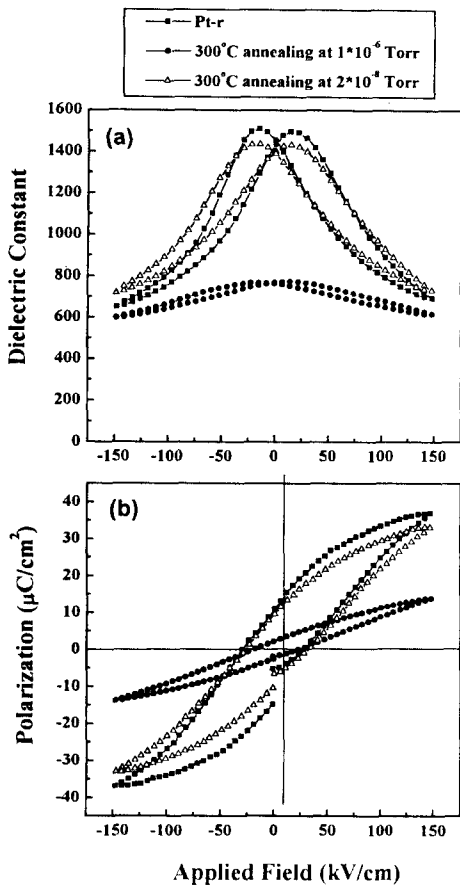 Pt-r
300°C annealing at 1*10⁻⁶ Torr
300°C annealing at 2*10⁻⁸ Torr
(a)
1600
1400
1200
1000
800
600
400
200
0
Dielectric Constant
-150 -100 -50 0 50 100 150
(b)
40
30
20
10
0
-10
-20
-30
-40
Polarization (µC/cm²)
-150 -100 -50 0 50 100 150
Applied Field (kV/cm)